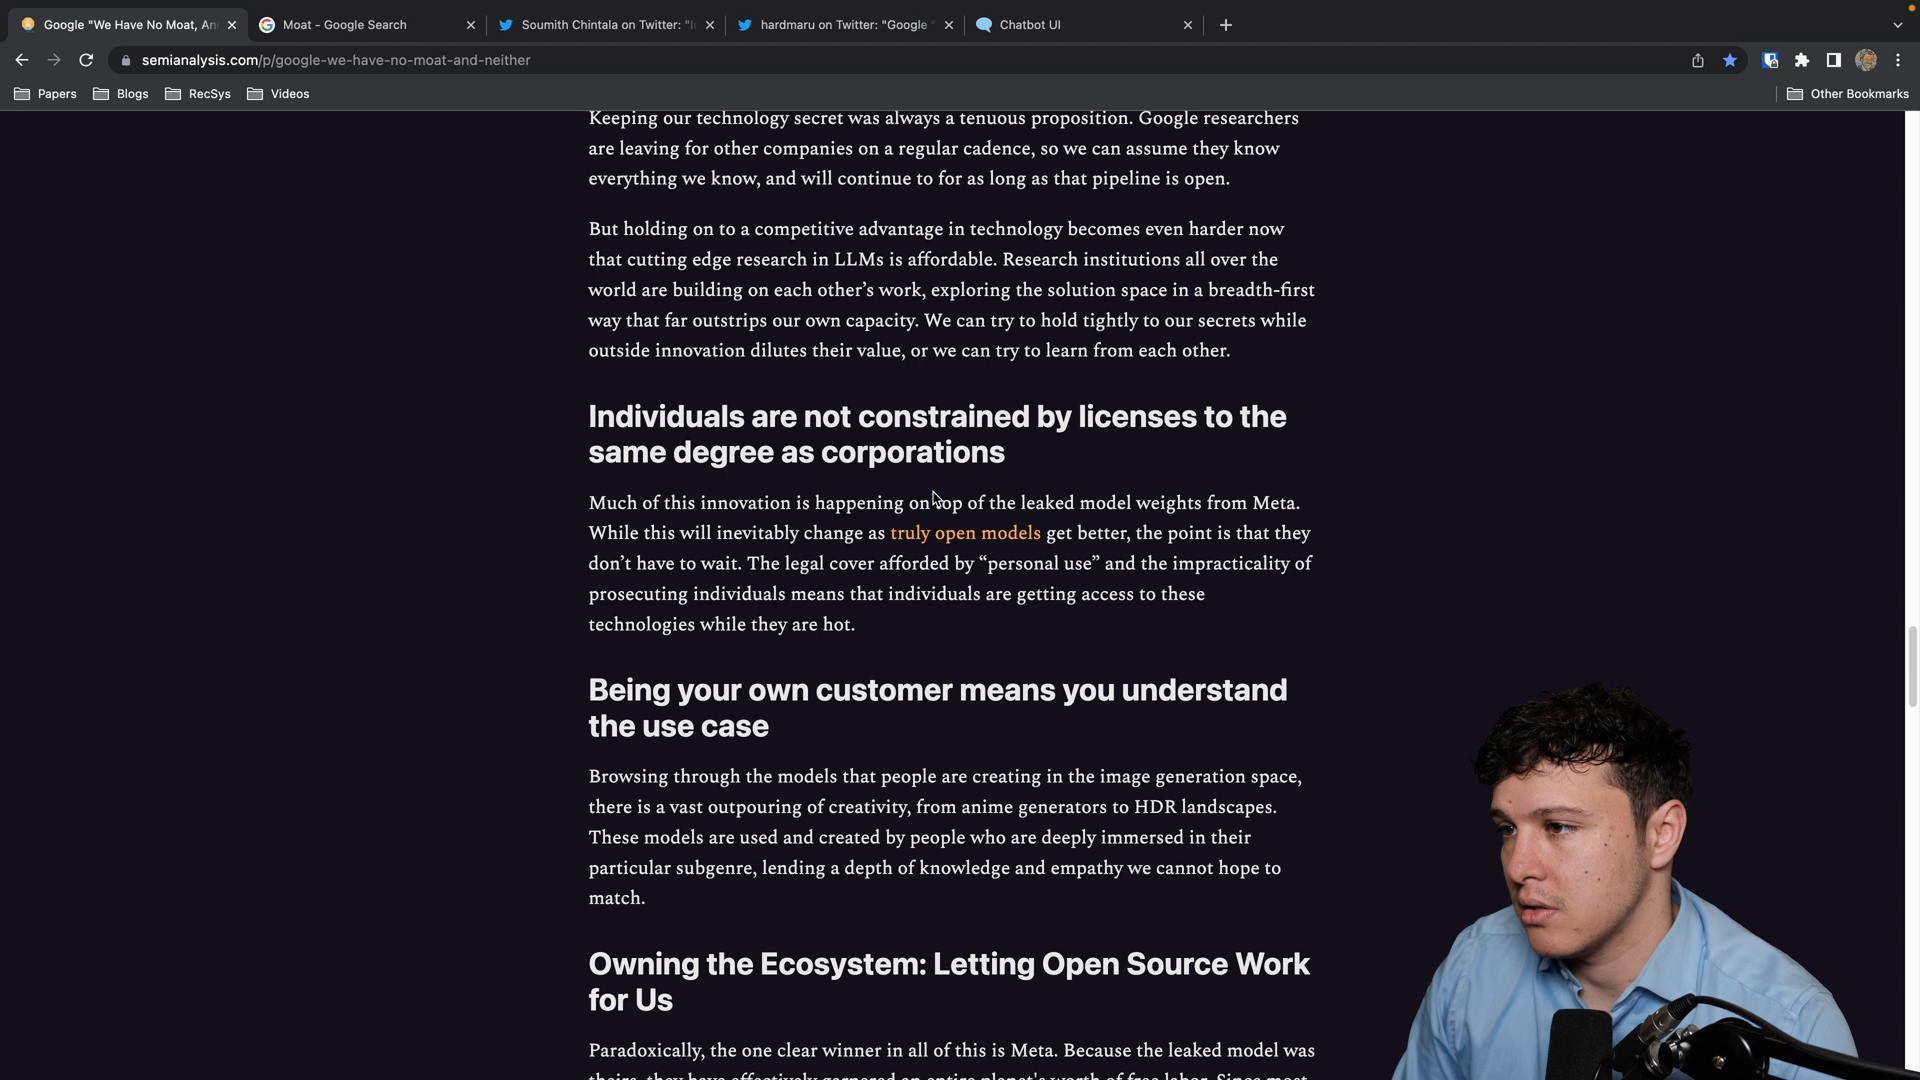 Google "We Have No Moat, An
Moat - Google Search
Soumith Chintala on Twitter: "I
hardmaru on Twitter: "Google "
Chatbot UI
semianalysis.com/p/google-we-have-no-moat-and-neither
Papers
Blogs
RecSys
Videos
Other Bookmarks
Keeping our technology secret was always a tenuous proposition. Google researchers
are leaving for other companies on a regular cadence, so we can assume they know
everything we know, and will continue to for as long as that pipeline is open.
But holding on to a competitive advantage in technology becomes even harder now
that cutting edge research in LLMs is affordable. Research institutions all over the
world are building on each other’s work, exploring the solution space in a breadth-first
way that far outstrips our own capacity. We can try to hold tightly to our secrets while
outside innovation dilutes their value, or we can try to learn from each other.
Individuals are not constrained by licenses to the
same degree as corporations
Much of this innovation is happening on top of the leaked model weights from Meta.
While this will inevitably change as truly open models get better, the point is that they
don’t have to wait. The legal cover afforded by “personal use” and the impracticality of
prosecuting individuals means that individuals are getting access to these
technologies while they are hot.
Being your own customer means you understand
the use case
Browsing through the models that people are creating in the image generation space,
there is a vast outpouring of creativity, from anime generators to HDR landscapes.
These models are used and created by people who are deeply immersed in their
particular subgenre, lending a depth of knowledge and empathy we cannot hope to
match.
Owning the Ecosystem: Letting Open Source Work
for Us
Paradoxically, the one clear winner in all of this is Meta. Because the leaked model was
theirs, they have effectively garnered an entire planet's worth of free labor. Since most